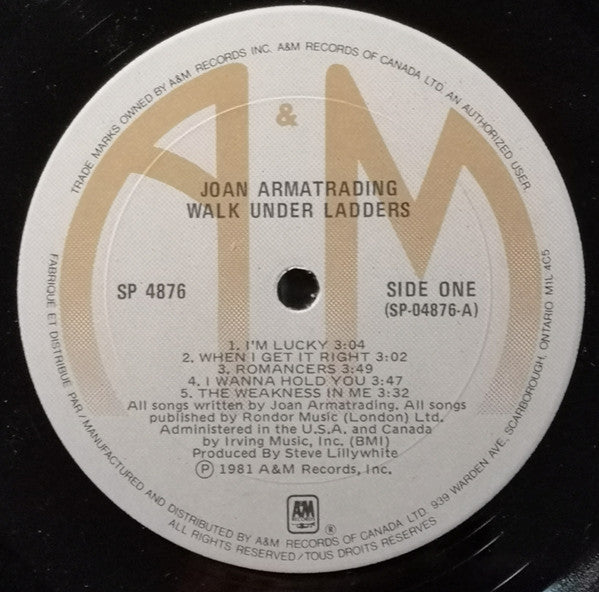 TRADE MARKS OWNED BY A&M RECORDS INC. A&M RECORDS OF CANADA LTD. AN AUTHORIZED USER
A&M
JOAN ARMATRADING
WALK UNDER LADDERS
SP 4876
SIDE ONE
(SP-04876-A)
1. I'M LUCKY 3:04
2. WHEN I GET IT RIGHT 3:02
3. ROMANCERS 3:49
4. I WANNA HOLD YOU 3:47
5. THE WEAKNESS IN ME 3:32
All songs written by Joan Armatrading. All songs
published by Rondor Music (London) Ltd.
Administered in the U.S.A. and Canada
by Irving Music, Inc. (BMI)
Produced By Steve Lillywhite
Ⓟ 1981 A&M Records, Inc.
A&M
RECORDS
®
FABRIQUE ET DISTRIBUE PAR / MANUFACTURED AND DISTRIBUTED BY A&M RECORDS OF CANADA LTD. 939 WARDEN AVE, SCARBOROUGH, ONTARIO M1L 4C5
ALL RIGHTS RESERVED / TOUS DROITS RESERVÉS